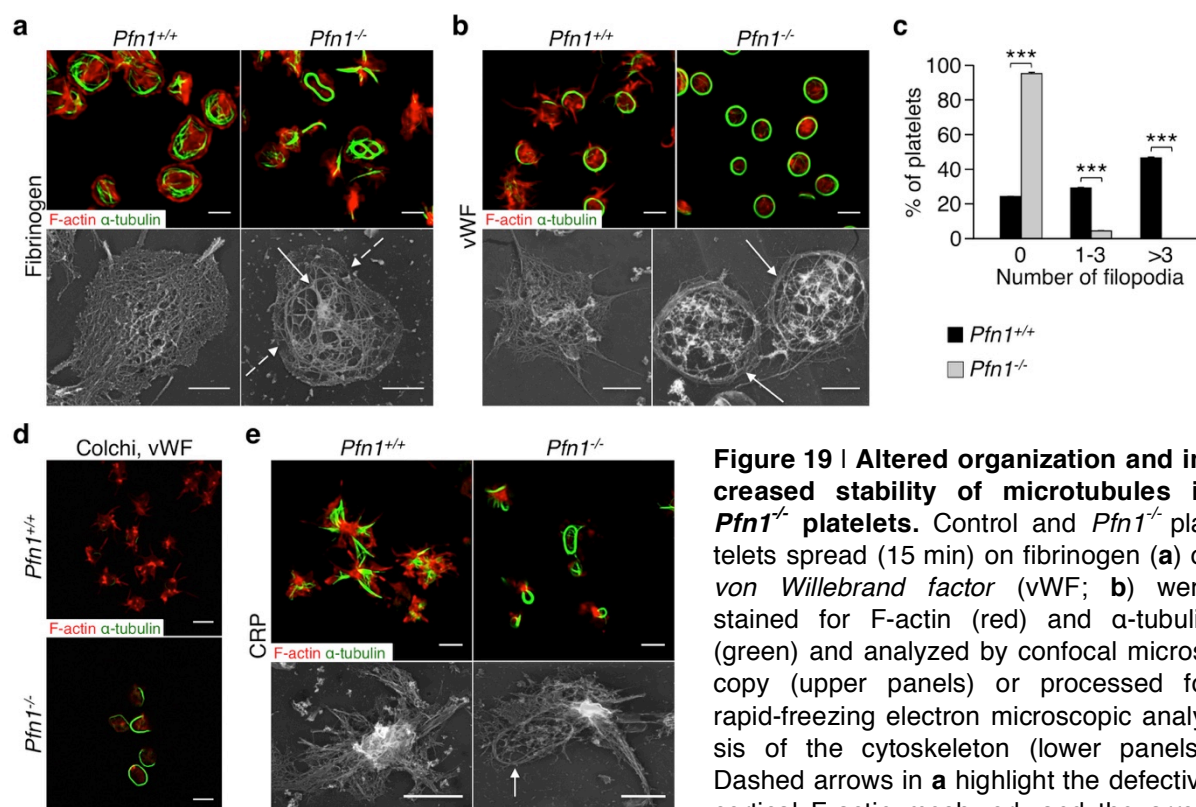 a
Pfn1+/+
Pfn1-/-
Fibrinogen
F-actin α-tubulin
b
Pfn1+/+
Pfn1-/-
vWF
F-actin α-tubulin
c
***
***
***
100
80
60
40
20
0
% of platelets
0 1-3 >3
Number of filopodia
Pfn1+/+
Pfn1-/-
d
Colchi, vWF
Pfn1+/+
F-actin α-tubulin
Pfn1-/-
e
Pfn1+/+
Pfn1-/-
CRP
F-actin α-tubulin
Figure 19 | Altered organization and in
creased stability of microtubules i
Pfn1-/- platelets. Control and Pfn1-/- pla
telets spread (15 min) on fibrinogen (a) o
von Willebrand factor (vWF; b) wer
stained for F-actin (red) and α-tubuli
(green) and analyzed by confocal micros
copy (upper panels) or processed fo
rapid-freezing electron microscopic analy
sis of the cytoskeleton (lower panels
Dashed arrows in a highlight the defectiv